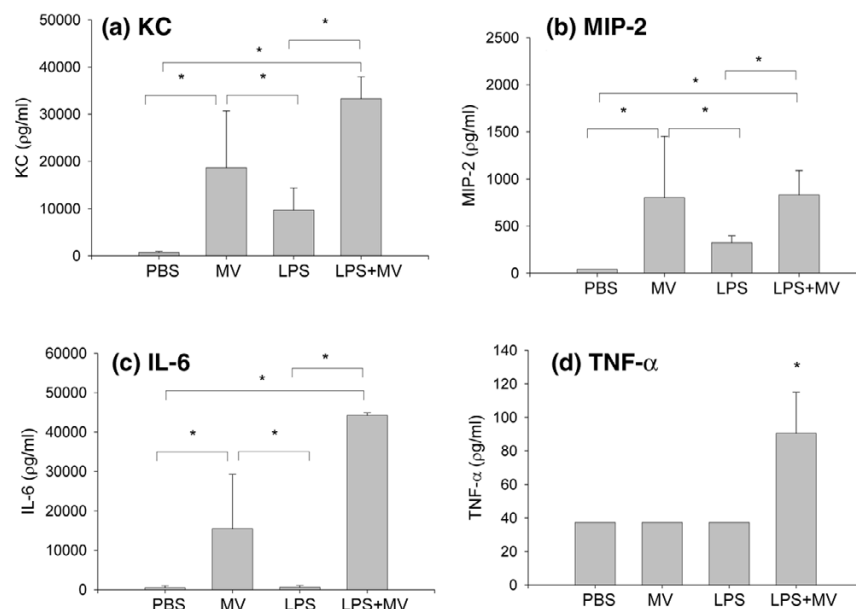 (a) KC
50000
40000
30000
20000
10000
0
KC (ρg/ml)
* * * *
PBS MV LPS LPS+MV
(b) MIP-2
2500
2000
1500
1000
500
0
MIP-2 (ρg/ml)
* * * *
PBS MV LPS LPS+MV
(c) IL-6
60000
50000
40000
30000
20000
10000
0
IL-6 (ρg/ml)
* * * *
PBS MV LPS LPS+MV
(d) TNF-α
140
120
100
80
60
40
20
0
TNF-α (ρg/ml)
*
PBS MV LPS LPS+MV